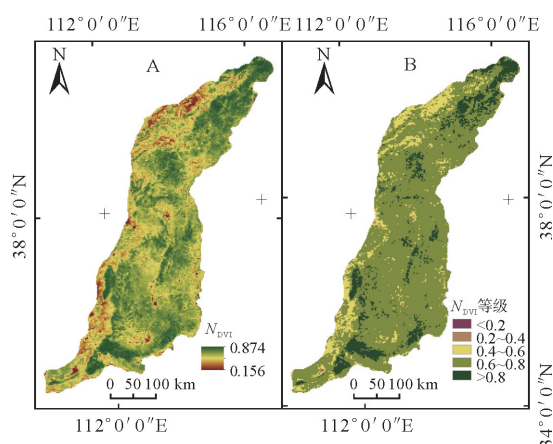 112°0′0″E
116°0′0″E
112°0′0″E
116°0′0″E
N
A
N
B
38°0′0″N
38°0′0″N
34°0′0″N
N_DVI
0.874
0.156
0 50 100 km
N_DVI等级
<0.2
0.2~0.4
0.4~0.6
0.6~0.8
>0.8
0 50 100 km
112°0′0″E
112°0′0″E